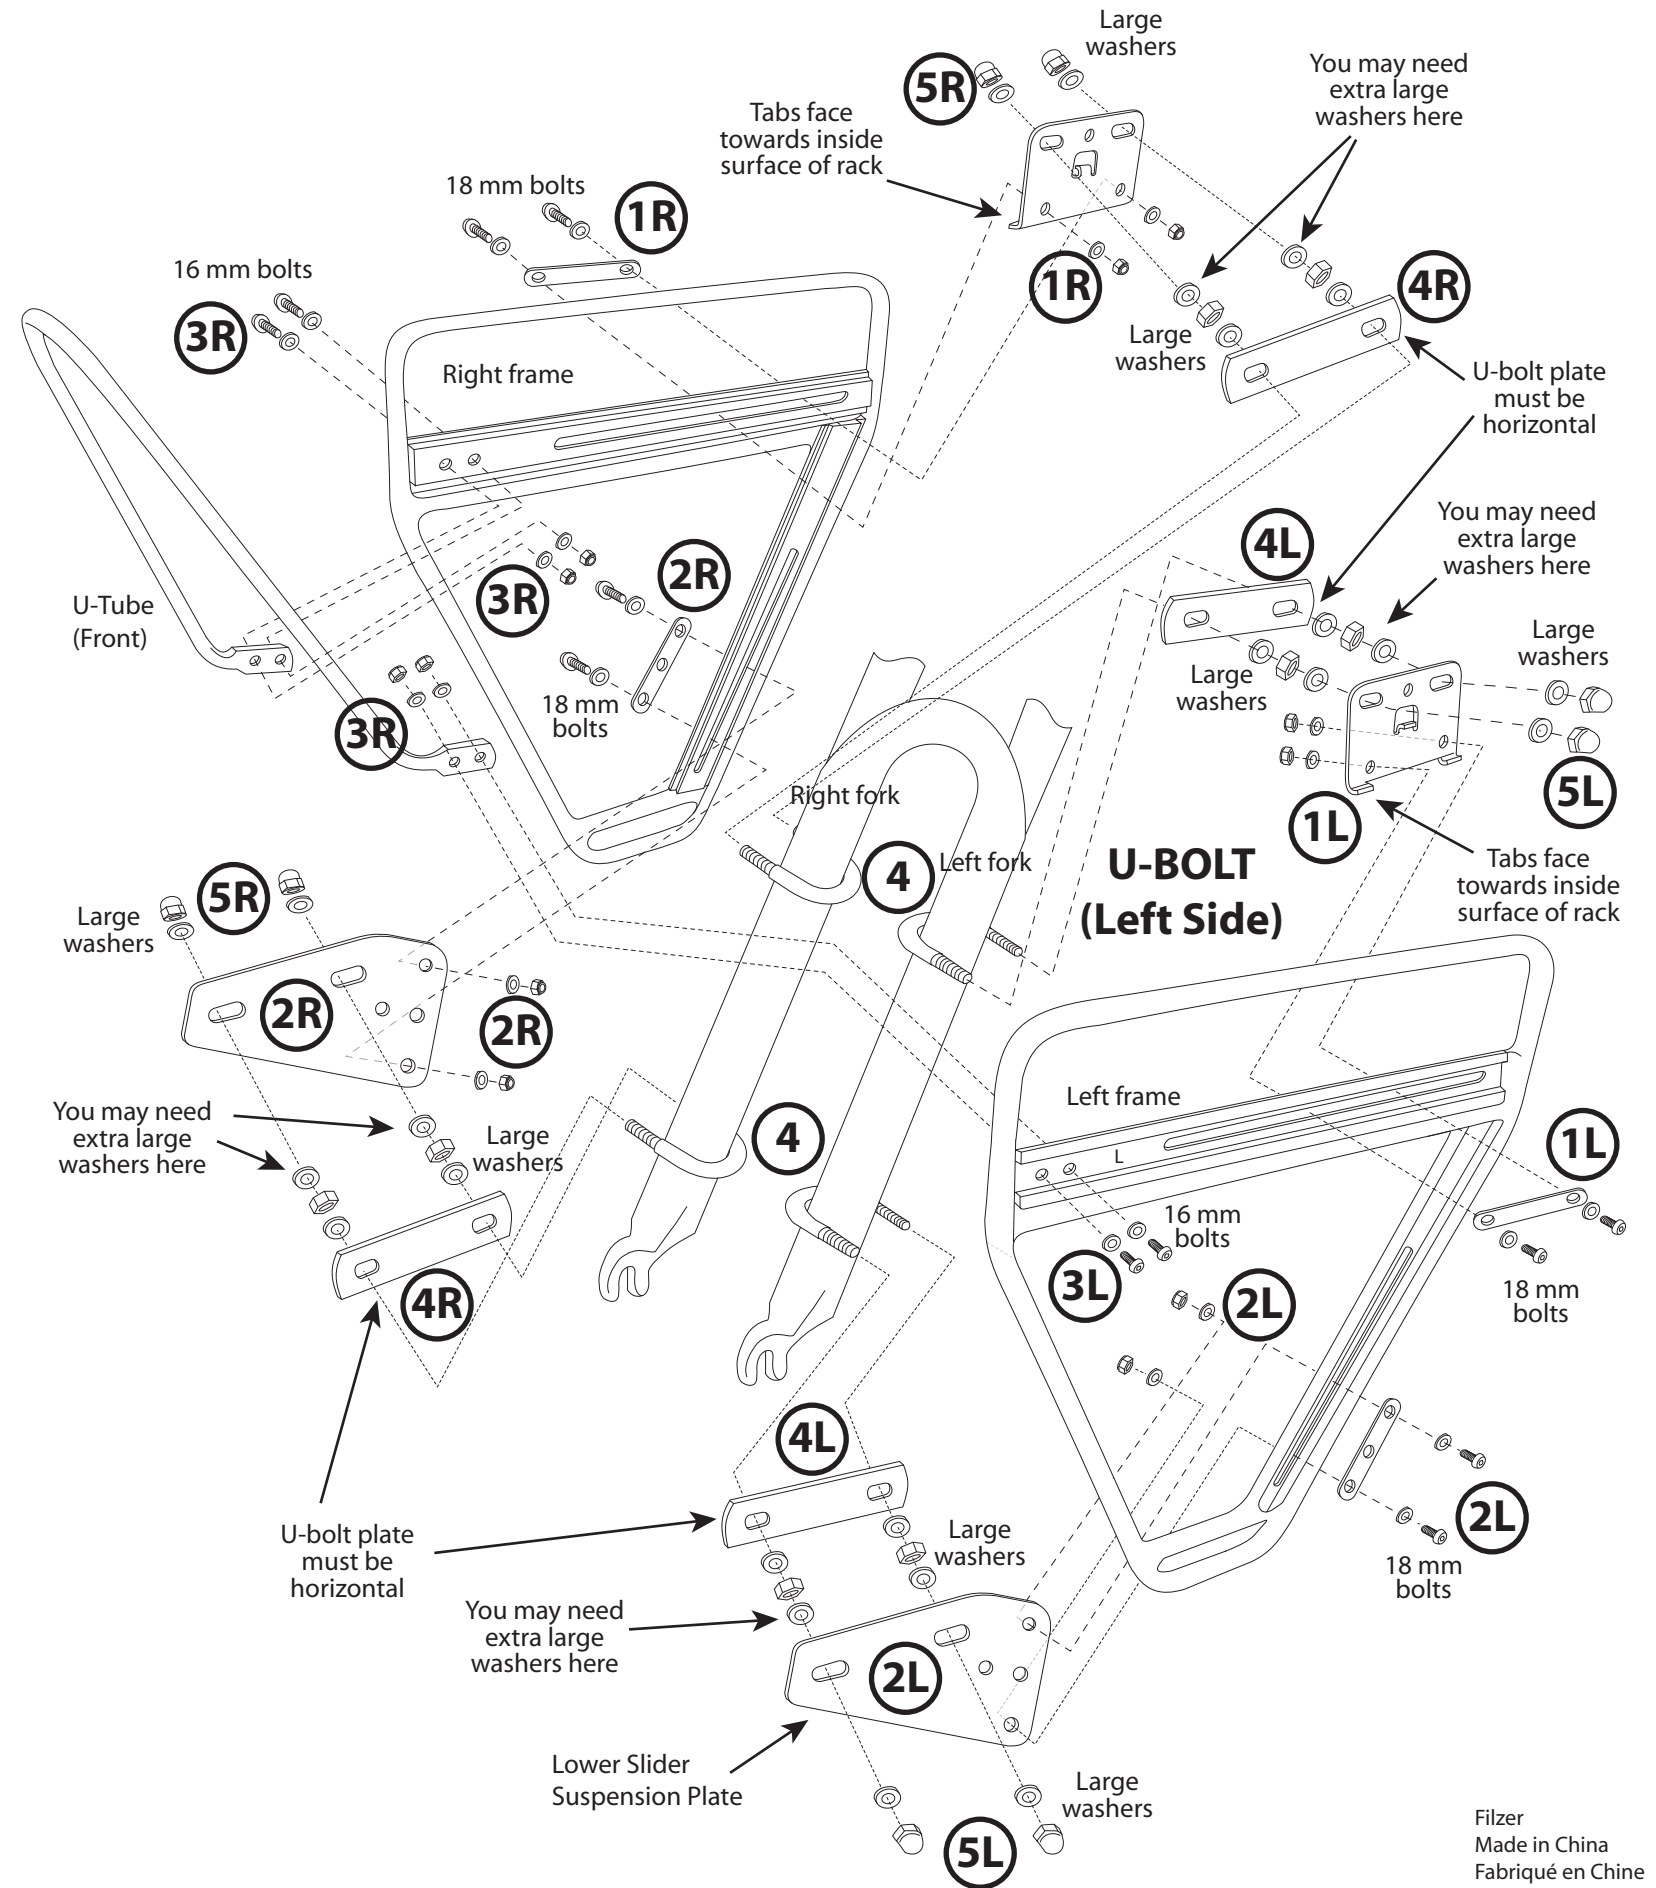 Large
washers
5R
You may need
extra large
washers here
Tabs face
towards inside
surface of rack
18 mm bolts
1R
16 mm bolts
3R
1R
4R
Large
washers
Right frame
U-bolt plate
must be
horizontal
4L
You may need
extra large
washers here
2R
3R
U-Tube
(Front)
Large
washers
Large
washers
18 mm
bolts
3R
Right fork
5L
1L
4
Left fork
U-BOLT
(Left Side)
Tabs face
towards inside
surface of rack
5R
Large
washers
2R
2R
Left frame
You may need
extra large
washers here
Large
washers
4
L
1L
16 mm
bolts
3L
2L
18 mm
bolts
4R
4L
U-bolt plate
must be
horizontal
Large
washers
2L
18 mm
bolts
You may need
extra large
washers here
2L
Lower Slider
Suspension Plate
Large
washers
5L
Filzer
Made in China
Fabriqué en Chine